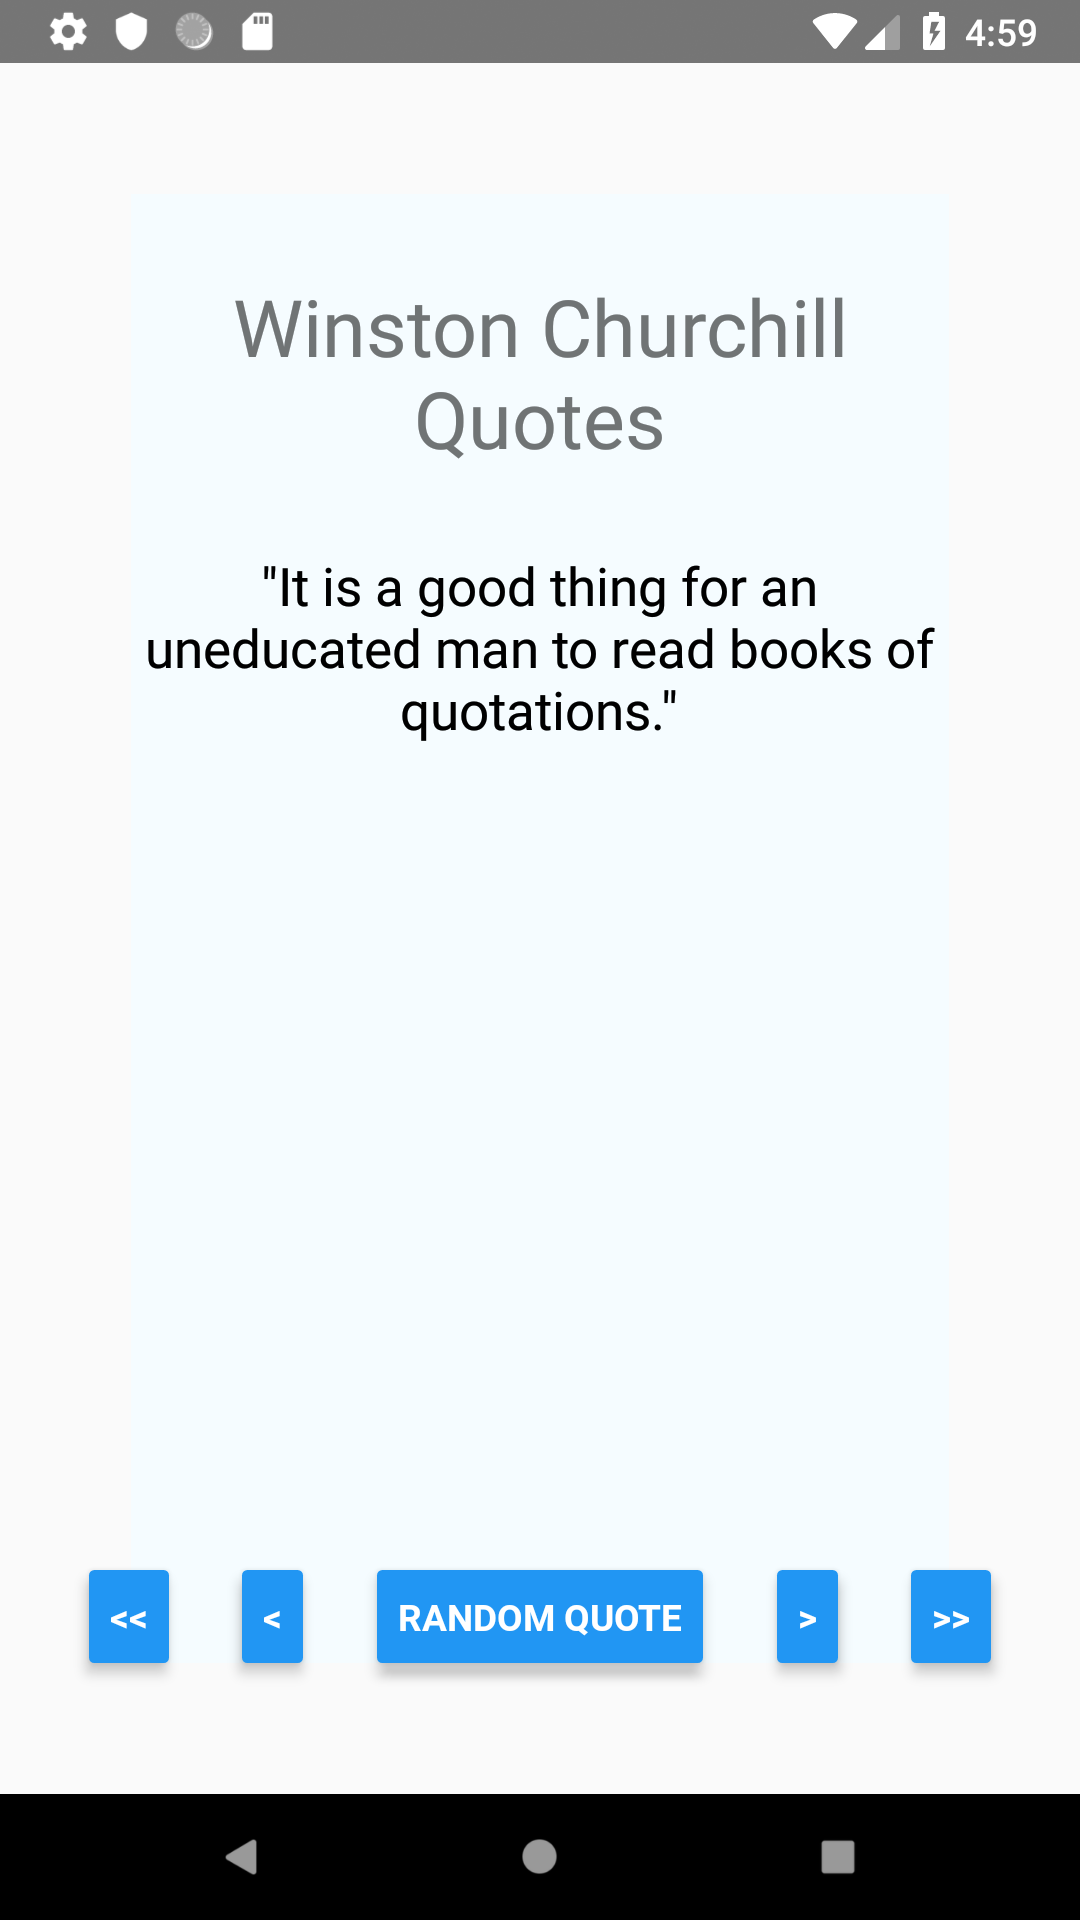 4:59
Winston Churchill
Quotes
"It is a good thing for an
uneducated man to read books of
quotations."
<< < RANDOM QUOTE > >>